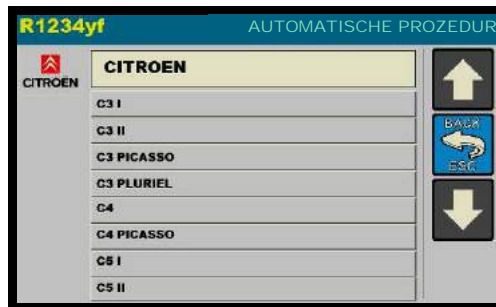 R1234yf AUTOMATISCHE PROZEDUR
CITROËN
CITROEN
C3 I
C3 II
C3 PICASSO
C3 PLURIEL
C4
C4 PICASSO
C5 I
C5 II
BACK
ESC